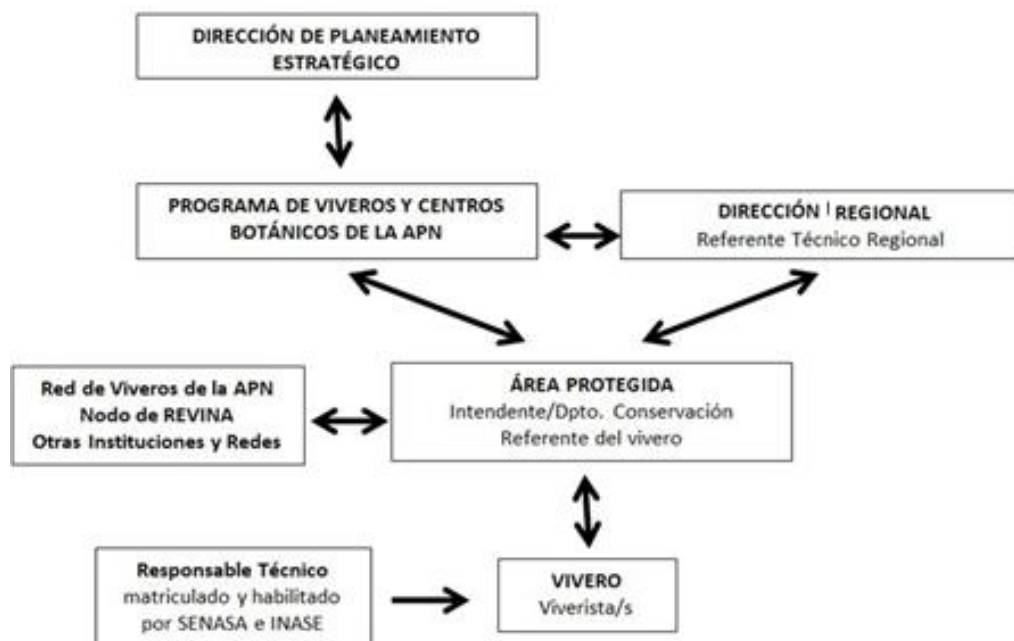 DIRECCIÓN DE PLANEAMIENTO
ESTRATÉGICO
PROGRAMA DE VIVEROS Y CENTROS
BOTÁNICOS DE LA APN
DIRECCIÓN REGIONAL
Referente Técnico Regional
Red de Viveros de la APN
Nodo de REVINA
Otras Instituciones y Redes
ÁREA PROTEGIDA
Intendente/Dpto. Conservación
Referente del vivero
Responsable Técnico
matriculado y habilitado
por SENASA e INASE
VIVERO
Viverista/s